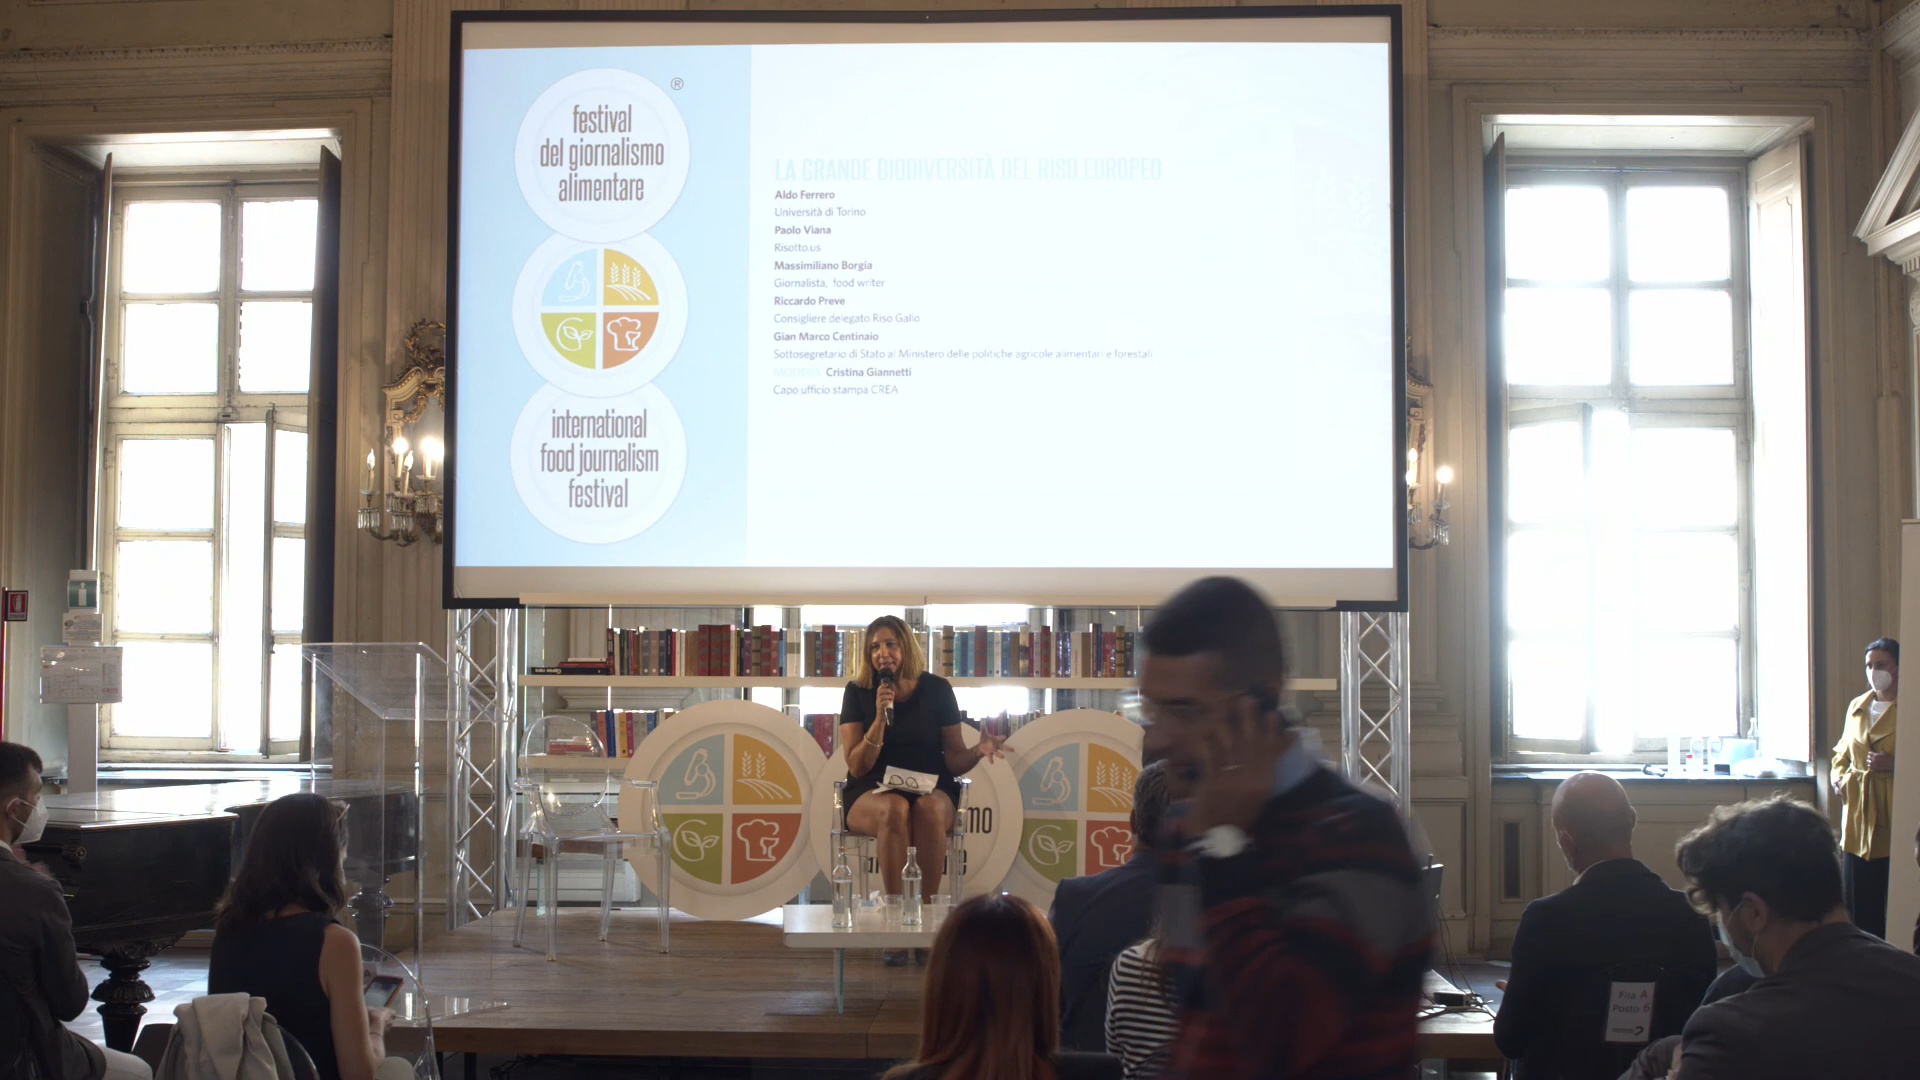 ®
festival
del giornalismo
alimentare
international
food journalism
festival
LA GRANDE BIODIVERSITÀ DEL RISO EUROPEO
Aldo Ferrero
Università di Torino
Paolo Viana
Risotto.us
Massimiliano Borgia
Giornalista, food writer
Riccardo Preve
Consigliere delegato Riso Gallo
Gian Marco Centinaio
Sottosegretario di Stato al Ministero delle politiche agricole alimentari e forestali
Cristina Giannetti
Capo ufficio stampa CREA
Fila A
Posto 6